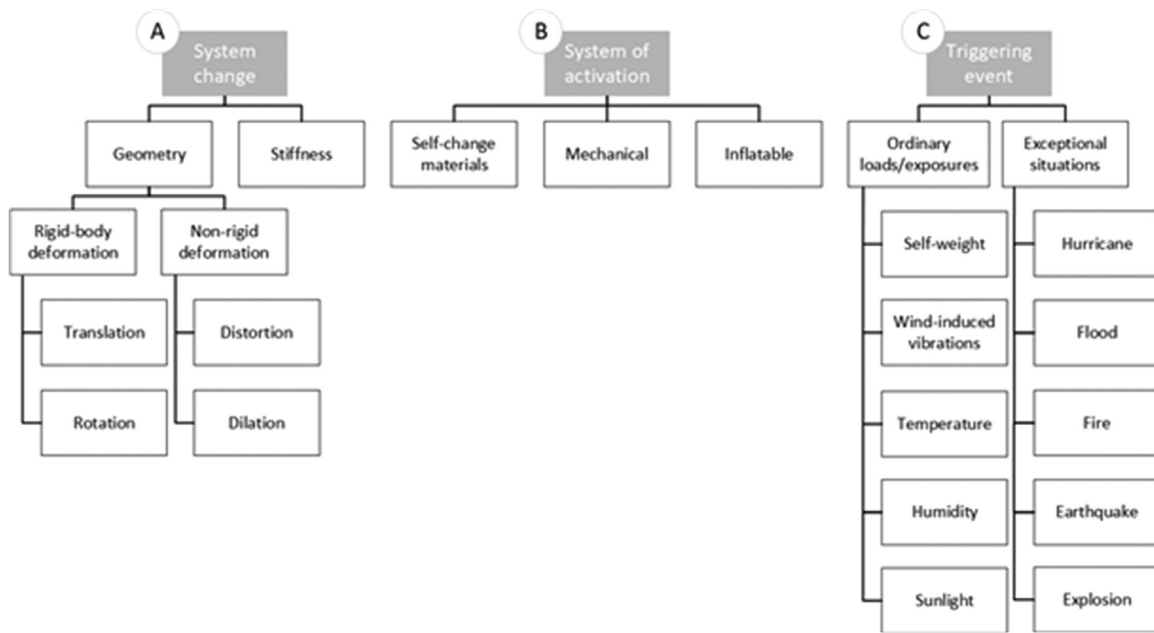 A
System
change
Geometry
Stiffness
Rigid-body
deformation
Non-rigid
deformation
Translation
Distortion
Rotation
Dilation
B
System of
activation
Self-change
materials
Mechanical
Inflatable
C
Triggering
event
Ordinary
loads/exposures
Exceptional
situations
Self-weight
Hurricane
Wind-induced
vibrations
Flood
Temperature
Fire
Humidity
Earthquake
Sunlight
Explosion